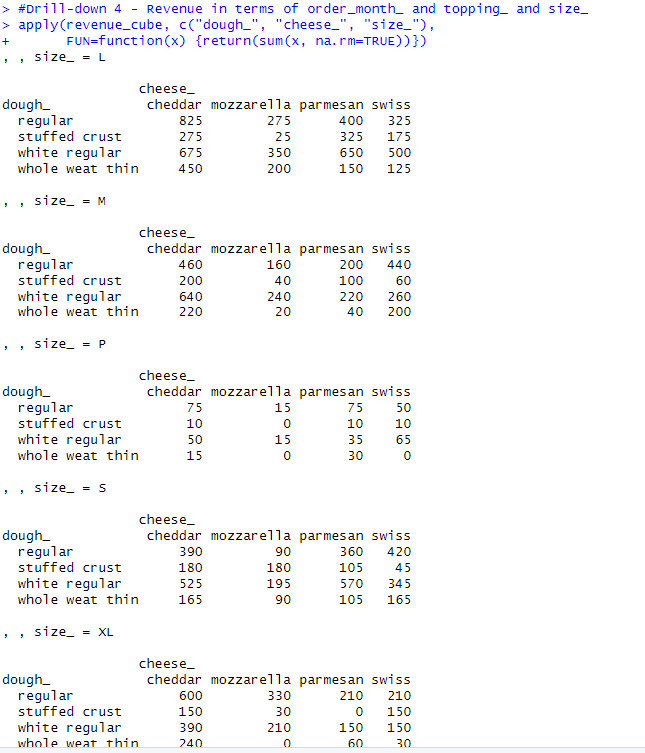 > #Drill-down 4 - Revenue in terms of order_month_ and topping_ and size_
> apply(revenue_cube, c("dough_", "cheese_", "size_"),
+       FUN=function(x) {return(sum(x, na.rm=TRUE))})
, , size_ = L
cheese_
dough_ cheddar mozzarella parmesan swiss
regular 825 275 400 325
stuffed crust 275 25 325 175
white regular 675 350 650 500
whole weat thin 450 200 150 125
, , size_ = M
cheese_
dough_ cheddar mozzarella parmesan swiss
regular 460 160 200 440
stuffed crust 200 40 100 60
white regular 640 240 220 260
whole weat thin 220 20 40 200
, , size_ = P
cheese_
dough_ cheddar mozzarella parmesan swiss
regular 75 15 75 50
stuffed crust 10 0 10 10
white regular 50 15 35 65
whole weat thin 15 0 30 0
, , size_ = S
cheese_
dough_ cheddar mozzarella parmesan swiss
regular 390 90 360 420
stuffed crust 180 180 105 45
white regular 525 195 570 345
whole weat thin 165 90 105 165
, , size_ = XL
cheese_
dough_ cheddar mozzarella parmesan swiss
regular 600 330 210 210
stuffed crust 150 30 0 150
white regular 390 210 150 150
whole weat thin 240 0 60 30